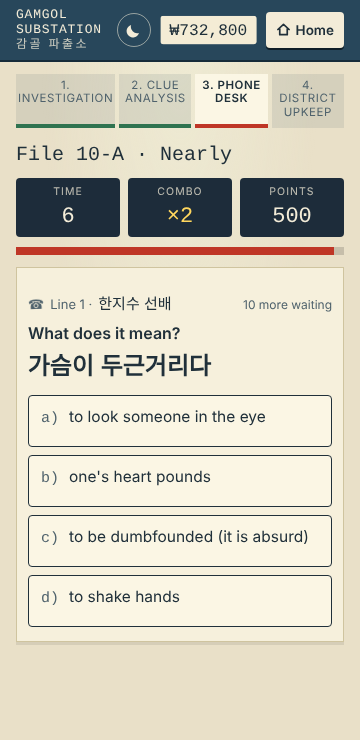 GAMGOL
SUBSTATION
감골 파출소
₩732,800
Home
1. INVESTIGATION
2. CLUE ANALYSIS
3. PHONE DESK
4. DISTRICT UPKEEP
File 10-A · Nearly
TIME
6
COMBO
×2
POINTS
500
☎ Line 1 · 한지수 선배
10 more waiting
What does it mean?
가슴이 두근거리다
a) to look someone in the eye
b) one's heart pounds
c) to be dumbfounded (it is absurd)
d) to shake hands